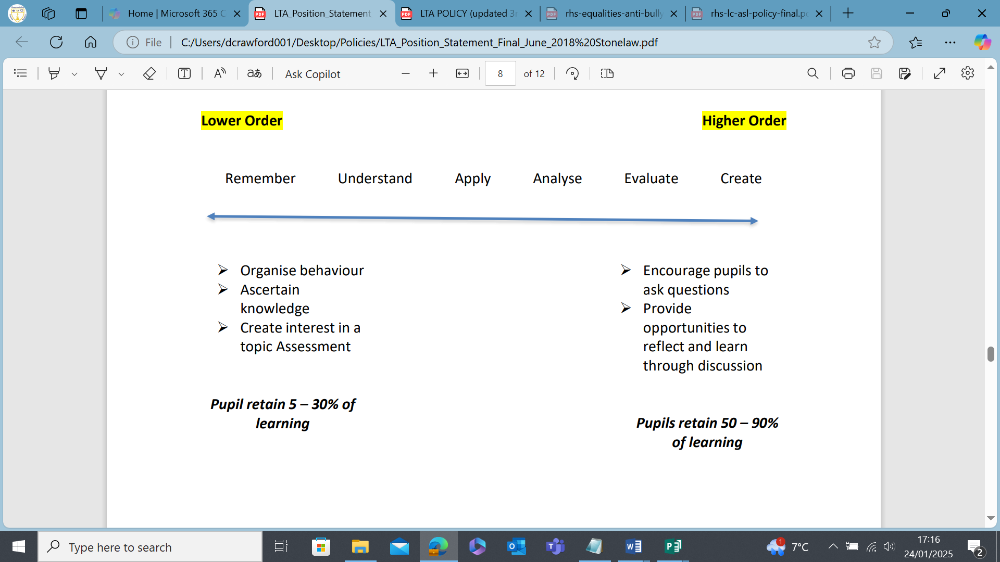 Home | Microsoft 365 C
LTA_Position_Statement_
LTA POLICY (updated 3r
rhs-equalities-anti-bully
rhs-lc-asl-policy-final.p
File
C:/Users/dcrawford001/Desktop/Policies/LTA_Position_Statement_Final_June_2018%20Stonelaw.pdf
Ask Copilot
8 of 12
Lower Order
Higher Order
Remember Understand Apply Analyse Evaluate Create
Organise behaviour
Ascertain
knowledge
Create interest in a
topic Assessment
Encourage pupils to
ask questions
Provide
opportunities to
reflect and learn
through discussion
Pupil retain 5 – 30% of
learning
Pupils retain 50 – 90%
of learning
Type here to search
1
7°C
17:16
24/01/2025
2